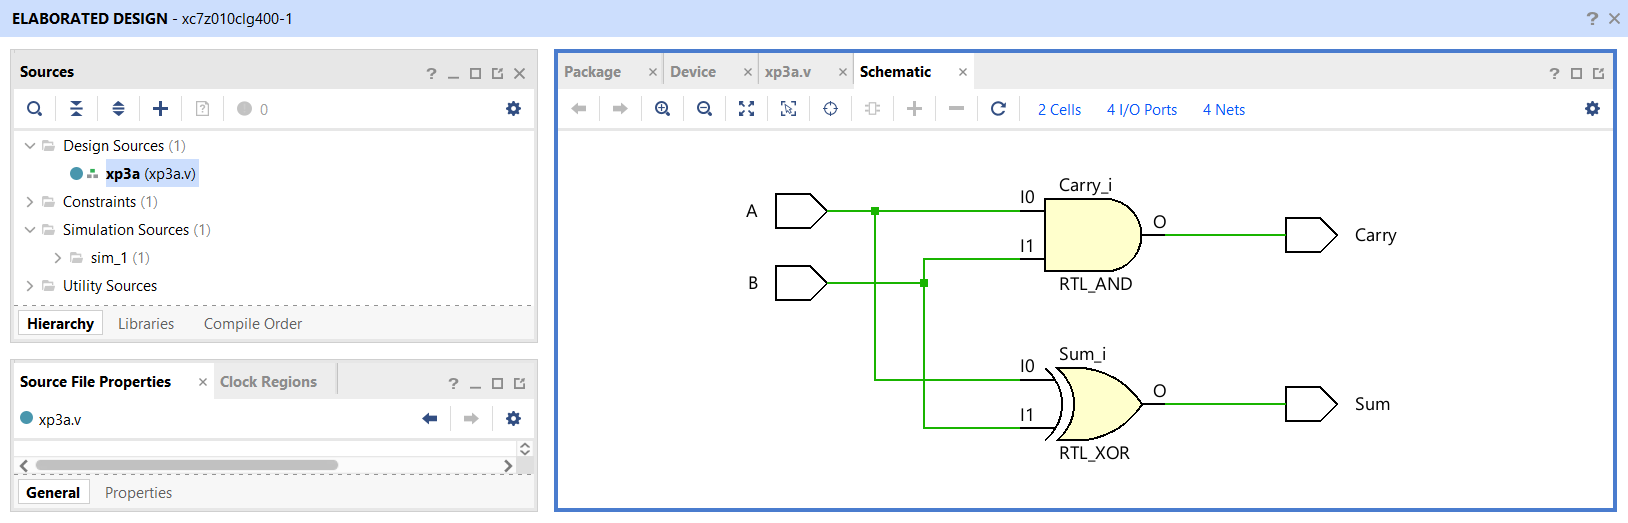 ELABORATED DESIGN - xc7z010clg400-1
Sources
0
Design Sources (1)
xp3a (xp3a.v)
Constraints (1)
Simulation Sources (1)
sim_1 (1)
Utility Sources
Hierarchy Libraries Compile Order
Source File Properties Clock Regions
xp3a.v
General Properties
Package Device xp3a.v Schematic
2 Cells 4 I/O Ports 4 Nets
Carry_i
A I0
O
I1 Carry
B
RTL_AND
Sum_i
I0
O
I1 Sum
RTL_XOR